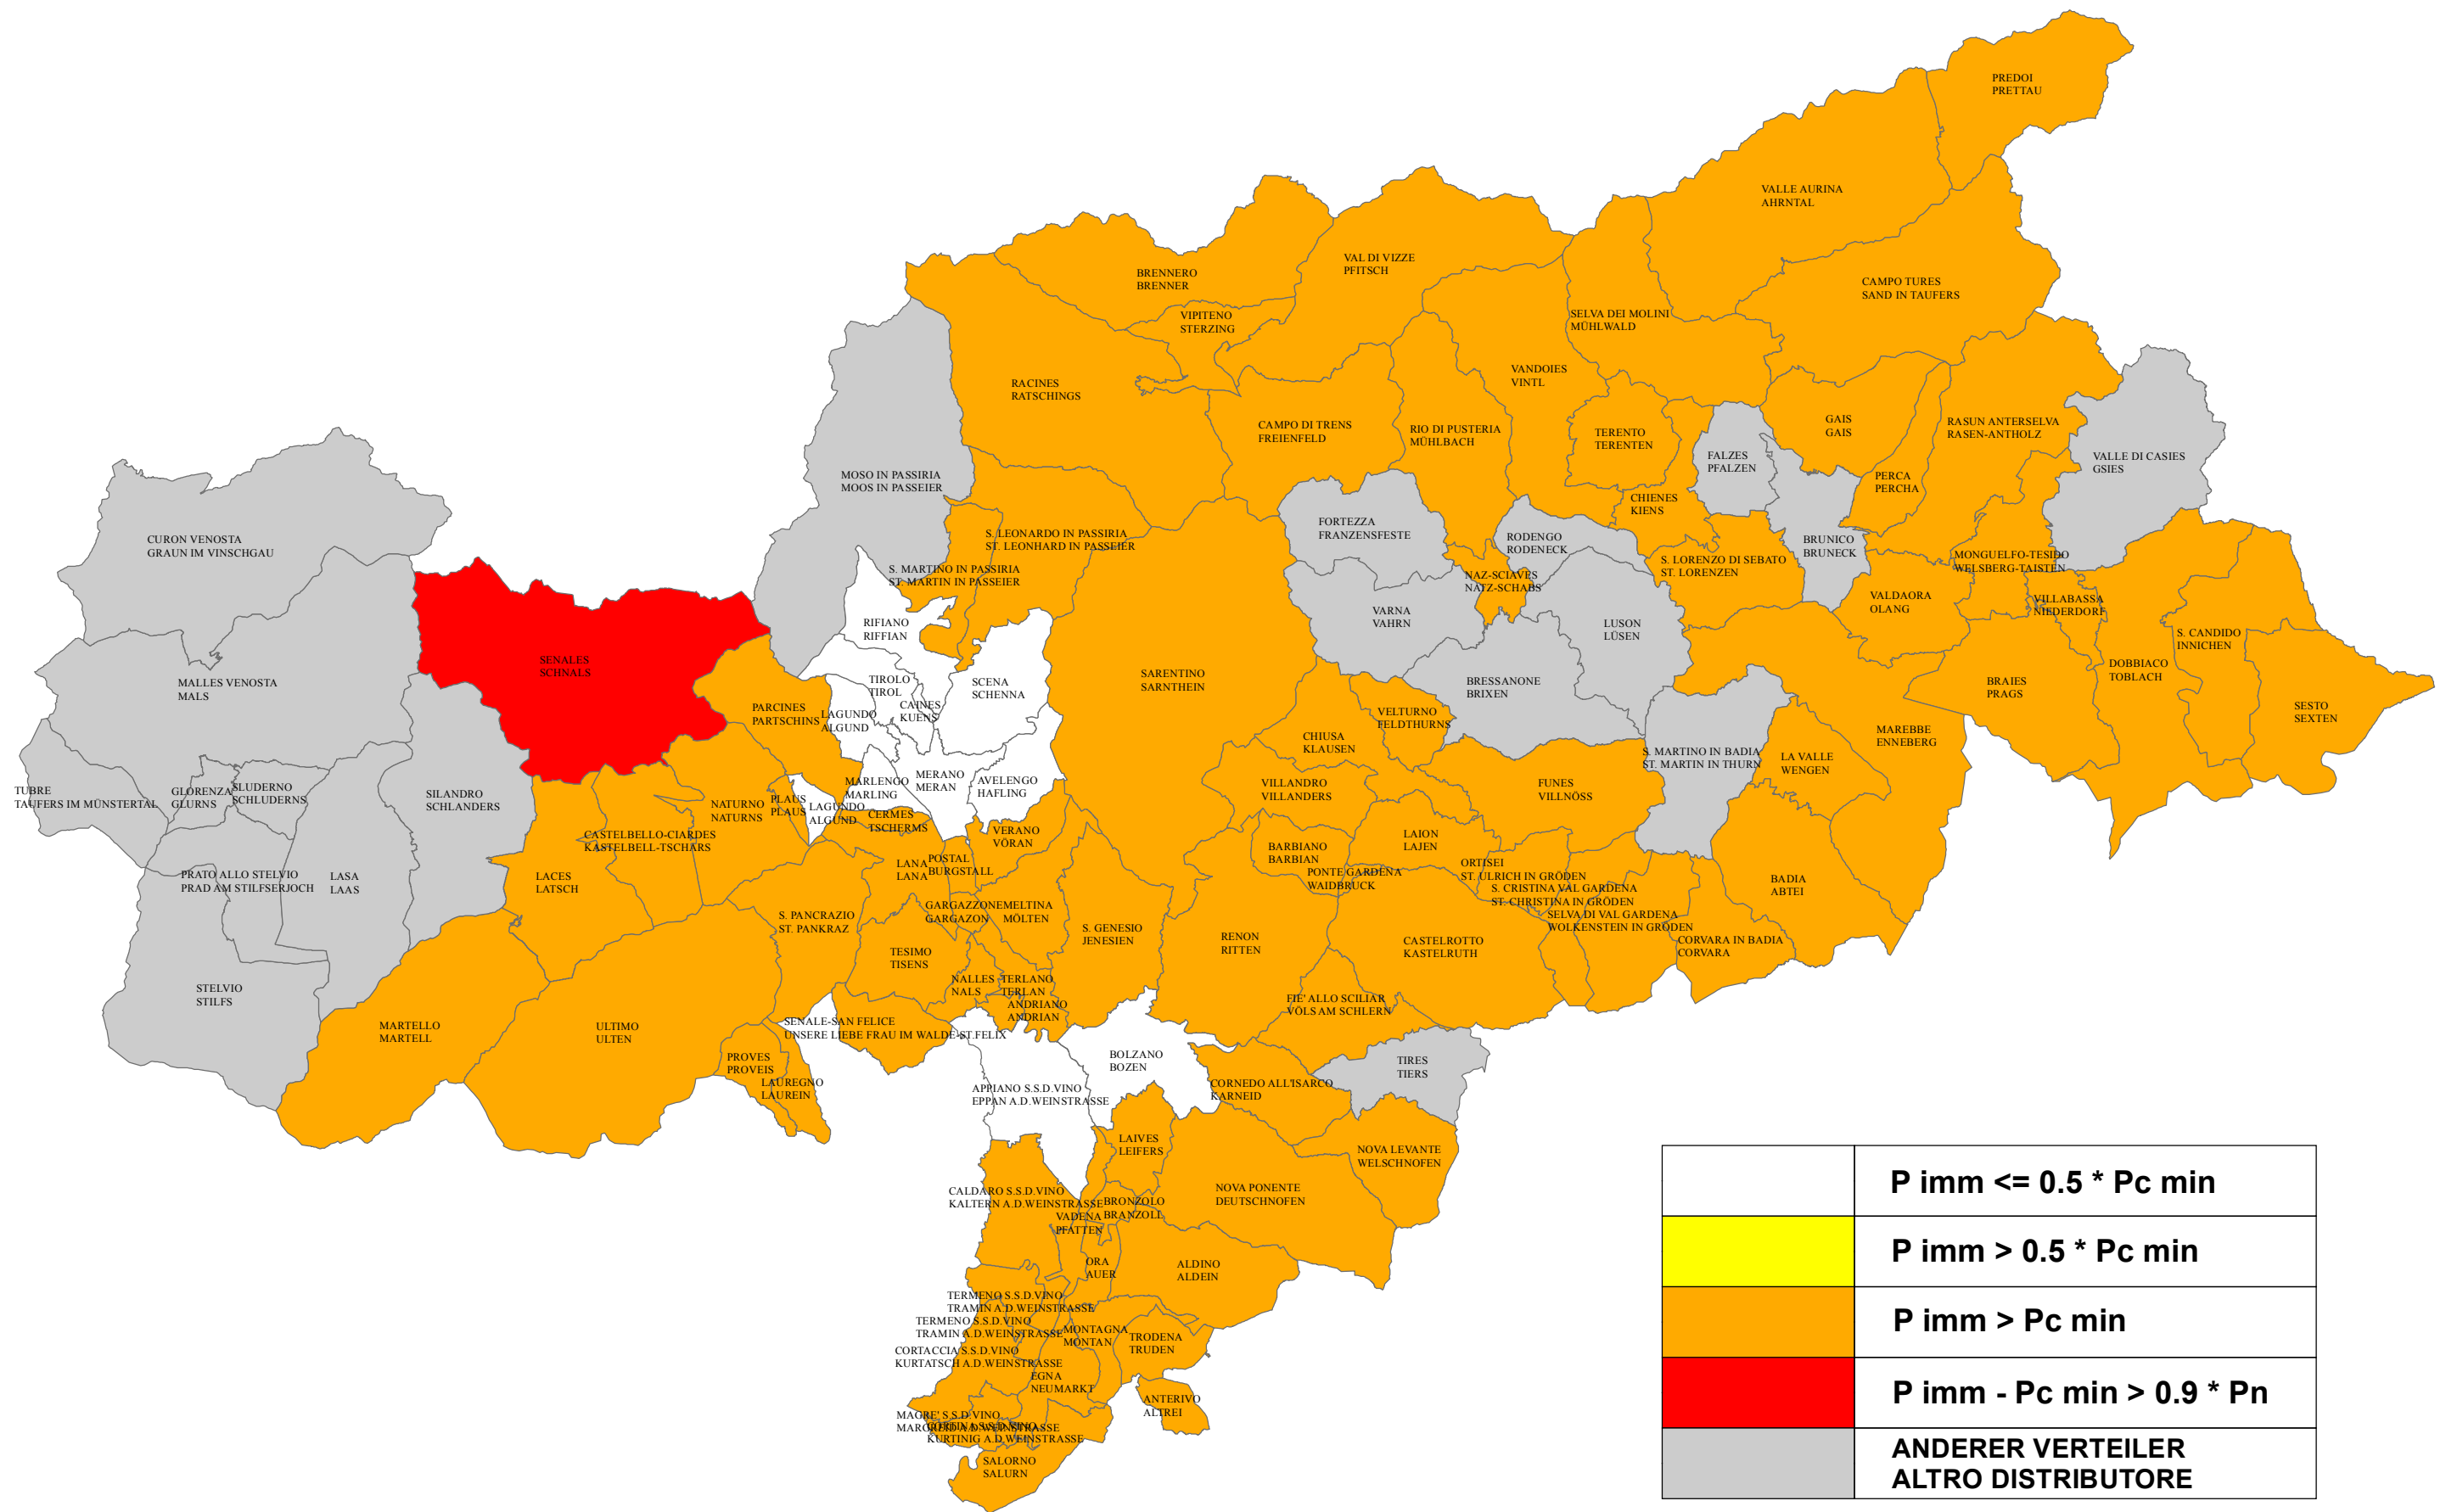 PREDOI
PRETTAU
VALLE AURINA
AHRNTAL
VAL DI VIZZE
PFITSCH
BRENNERO
BRENNER
CAMPO TURES
SAND IN TAUFERS
VIPITENO
STERZING
SELVA DEI MOLINI
MÜHLWALD
RACINES
RATSCHINGS
VANDOIES
VINTL
CAMPO DI TRENS
FREIENFELD
RIO DI PUSTERIA
MÜHLBACH
TERENTO
TERENTEN
GAIS
GAIS
RASUN ANTERSELVA
RASEN-ANTHOLZ
FALZES
PFALZEN
VALLE DI CASIES
GSIES
MOSO IN PASSIRIA
MOOS IN PASSEIER
PERCA
PERCHA
CHIENES
KIENS
FORTEZZA
FRANZENSFESTE
S. LEONARDO IN PASSIRIA
ST. LEONHARD IN PASSEIER
RODENGO
RODENECK
BRUNICO
BRUNECK
CURON VENOSTA
GRAUN IM VINSCHGAU
S. LORENZO DI SEBATO
ST. LORENZEN
MONGUELFO-TESIDO
WELSBERG-TAISTEN
S. MARTINO IN PASSIRIA
ST. MARTIN IN PASSEIER
NAZ-SCIAVES
NATZ-SCHABS
VALDAORA
OLANG
VILLABASSA
NIEDERDORF
VARNA
VAHRN
RIFIANO
RIFFIAN
LUSON
LÜSEN
S. CANDIDO
INNICHEN
SENALES
SCHNALS
DOBBIACO
TOBLACH
SARENTINO
SARNTHEIN
TIROLO
TIROL
SCENA
SCHENNA
BRESSANONE
BRIXEN
BRAIES
PRAGS
MALLES VENOSTA
MALS
CAINES
KUENS
PARCINES
PARTSCHINS
LAGUNDO
ALGUND
VELTURNO
FELDTHURNS
SESTO
SEXTEN
MAREBBE
ENNEBERG
CHIUSA
KLAUSEN
S. MARTINO IN BADIA
ST. MARTIN IN THURN
LA VALLE
WENGEN
MERANO
MERAN
AVELENGO
HAFLING
MARLENGO
MARLING
VILLANDRO
VILLANDERS
FUNES
VILLNÖSS
TUBRE
TAUFERS IM MÜNSTERTAL
GLORENZA
GLURNS
SLUDERNO
SCHLUDERNS
SILANDRO
SCHLANDERS
NATURNO
NATURNS
PLAUS
PLAUS
LAGUNDO
ALGUND
CERMES
TSCHERMS
CASTELBELLO-CIARDES
KASTELBELL-TSCHARS
VERANO
VÖRAN
LAION
LAJEN
BARBIANO
BARBIAN
POSTAL
BURGSTALL
LANA
LANA
ORTISEI
ST. ULRICH IN GRÖDEN
PONTE GARDENA
WAIDBRUCK
PRATO ALLO STELVIO
PRAD AM STILFSERJOCH
LASA
LAAS
LACES
LATSCH
BADIA
ABTEI
S. CRISTINA VAL GARDENA
ST. CHRISTINA IN GRÖDEN
GARGAZZONE
GARGAZON
MELTINA
MÖLTEN
S. PANCRAZIO
ST. PANKRAZ
SELVA DI VAL GARDENA
WOLKENSTEIN IN GRÖDEN
S. GENESIO
JENESIEN
RENON
RITTEN
CASTELROTTO
KASTELRUTH
CORVARA IN BADIA
CORVARA
TESIMO
TISENS
NALLES
NALS
TERLANO
TERLAN
STELVIO
STILFS
FIE' ALLO SCILIAR
VÖLS AM SCHLERN
ANDRIANO
ANDRIAN
MARTELLO
MARTELL
ULTIMO
ULTEN
SENALE-SAN FELICE
UNSERE LIEBE FRAU IM WALDE-ST.FELIX
PROVES
PROVEIS
BOLZANO
BOZEN
TIRES
TIERS
LAUREGNO
LAUREIN
APPIANO S.S.D.VINO
EPPAN A.D.WEINSTRASSE
CORNEDO ALL'ISARCO
KARNEID
LAIVES
LEIFERS
NOVA LEVANTE
WELSCHNOFEN
CALDARO S.S.D.VINO
KALTERN A.D.WEINSTRASSE
BRONZOLO
BRANZOLL
NOVA PONENTE
DEUTSCHNOFEN
VADENA
PFATTEN
ORA
AUER
ALDINO
ALDEIN
TERMENO S.S.D.VINO
TRAMIN A.D.WEINSTRASSE
TERMENO S.S.D.VINO
TRAMIN A.D.WEINSTRASSE
MONTAGNA
MONTAN
TRODENA
TRUDEN
CORTACCIA S.S.D.VINO
KURTATSCH A.D.WEINSTRASSE
EGNA
NEUMARKT
ANTERIVO
ALTREI
MAGRE' S.S.D.VINO
MARGREID A.D.WEINSTRASSE
CORTINA S.S.D.VINO
KURTINIG A.D.WEINSTRASSE
SALORNO
SALURN
P imm <= 0.5 * Pc min
P imm > 0.5 * Pc min
P imm > Pc min
P imm - Pc min > 0.9 * Pn
ANDERER VERTEILER
ALTRO DISTRIBUTORE